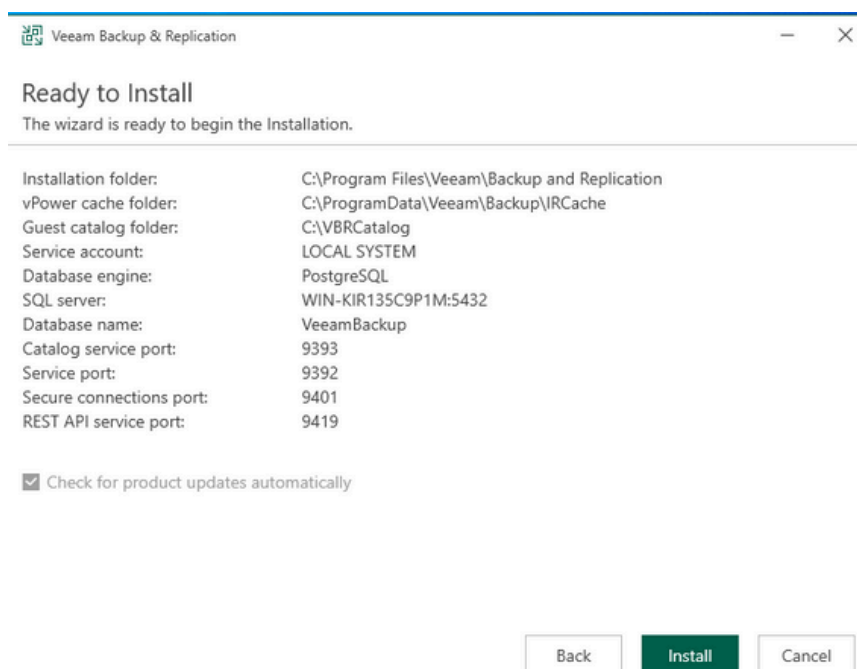 Veeam Backup & Replication
Ready to Install
The wizard is ready to begin the Installation.
Installation folder: C:\Program Files\Veeam\Backup and Replication
vPower cache folder: C:\ProgramData\Veeam\Backup\IRCache
Guest catalog folder: C:\VBRCatalog
Service account: LOCAL SYSTEM
Database engine: PostgreSQL
SQL server: WIN-KIR135C9P1M:5432
Database name: VeeamBackup
Catalog service port: 9393
Service port: 9392
Secure connections port: 9401
REST API service port: 9419
Check for product updates automatically
Back Install Cancel